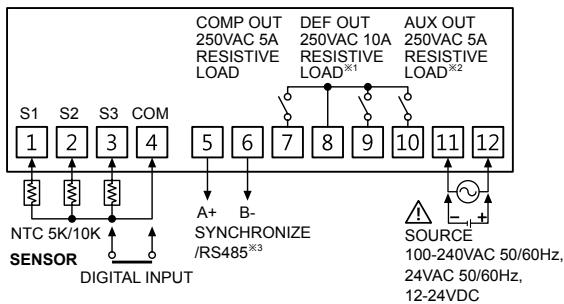 COMP OUT
250VAC 5A
RESISTIVE
LOAD
DEF OUT
250VAC 10A
RESISTIVE
LOAD※1
AUX OUT
250VAC 5A
RESISTIVE
LOAD※2
S1 S2 S3 COM
1 2 3 4 5 6 7 8 9 10 11 12
NTC 5K/10K
SENSOR
DIGITAL INPUT
A+ B-
SYNCHRONIZE
/RS485※3
- +
SOURCE
100-240VAC 50/60Hz,
24VAC 50/60Hz,
12-24VDC